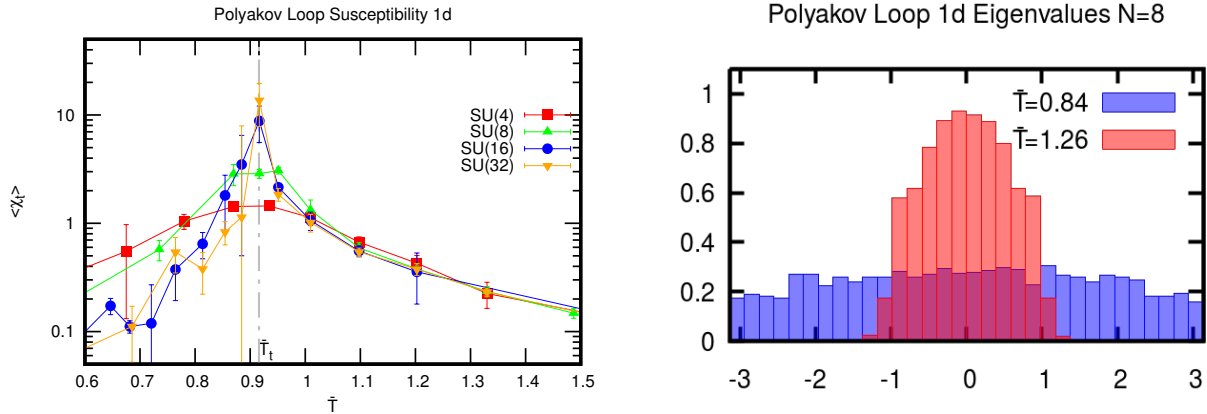 Polyakov Loop Susceptibility 1d
<χt>
10
1
0.1
SU(4)
SU(8)
SU(16)
SU(32)
T̄t
0.6 0.7 0.8 0.9 1 1.1 1.2 1.3 1.4 1.5
T̄
Polyakov Loop 1d Eigenvalues N=8
T̄=0.84
T̄=1.26
1
0.8
0.6
0.4
0.2
0
-3 -2 -1 0 1 2 3